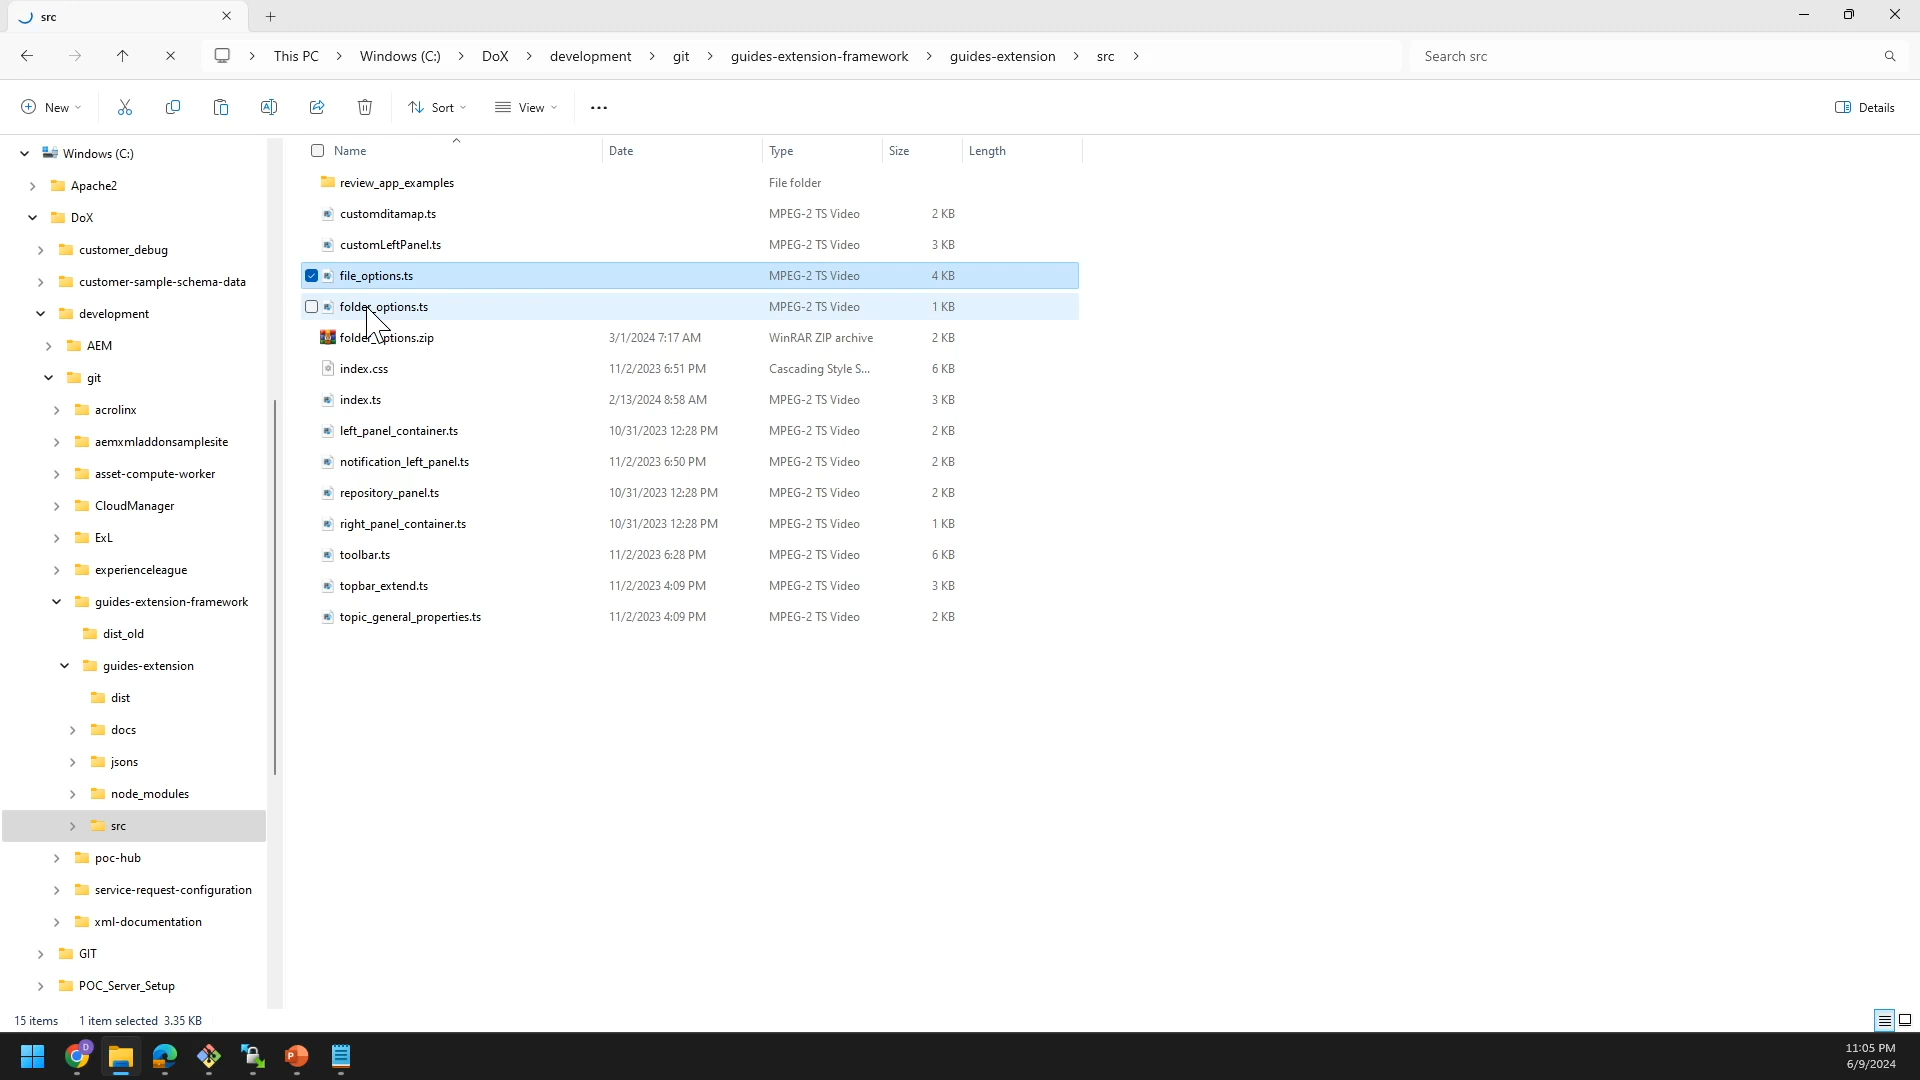 src
This PC > Windows (C:) > DoX > development > git > guides-extension-framework > guides-extension > src >
Search src
New
Sort
View
Details
Windows (C:)
Apache2
DoX
customer_debug
customer-sample-schema-data
development
AEM
git
acrolinx
aemxmladdonsamplesite
asset-compute-worker
CloudManager
ExL
experienceleague
guides-extension-framework
dist_old
guides-extension
dist
docs
jsons
node_modules
src
poc-hub
service-request-configuration
xml-documentation
GIT
POC_Server_Setup
Name Date Type Size Length
review_app_examples File folder
customditamap.ts MPEG-2 TS Video 2 KB
customLeftPanel.ts MPEG-2 TS Video 3 KB
file_options.ts MPEG-2 TS Video 4 KB
folder_options.ts MPEG-2 TS Video 1 KB
folder_options.zip 3/1/2024 7:17 AM WinRAR ZIP archive 2 KB
index.css 11/2/2023 6:51 PM Cascading Style S... 6 KB
index.ts 2/13/2024 8:58 AM MPEG-2 TS Video 3 KB
left_panel_container.ts 10/31/2023 12:28 PM MPEG-2 TS Video 2 KB
notification_left_panel.ts 11/2/2023 6:50 PM MPEG-2 TS Video 2 KB
repository_panel.ts 10/31/2023 12:28 PM MPEG-2 TS Video 2 KB
right_panel_container.ts 10/31/2023 12:28 PM MPEG-2 TS Video 1 KB
toolbar.ts 11/2/2023 6:28 PM MPEG-2 TS Video 6 KB
topbar_extend.ts 11/2/2023 4:09 PM MPEG-2 TS Video 3 KB
topic_general_properties.ts 11/2/2023 4:09 PM MPEG-2 TS Video 2 KB
15 items 1 item selected 3.35 KB
11:05 PM
6/9/2024